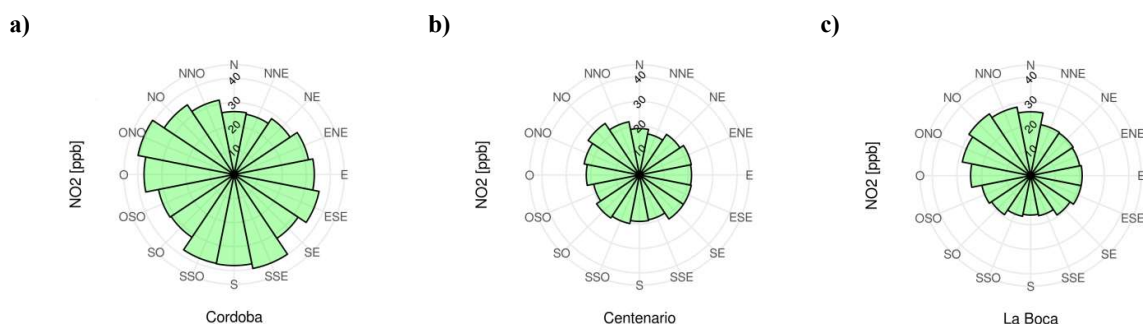 a)
NO2 [ppb]
N
NNE
NE
ENE
E
ESE
SE
SSE
S
SSO
SO
OSO
O
ONO
NO
NNO
40
30
20
10
Cordoba
b)
NO2 [ppb]
N
NNE
NE
ENE
E
ESE
SE
SSE
S
SSO
SO
OSO
O
ONO
NO
NNO
40
30
20
10
Centenario
c)
NO2 [ppb]
N
NNE
NE
ENE
E
ESE
SE
SSE
S
SSO
SO
OSO
O
ONO
NO
NNO
40
30
20
10
La Boca